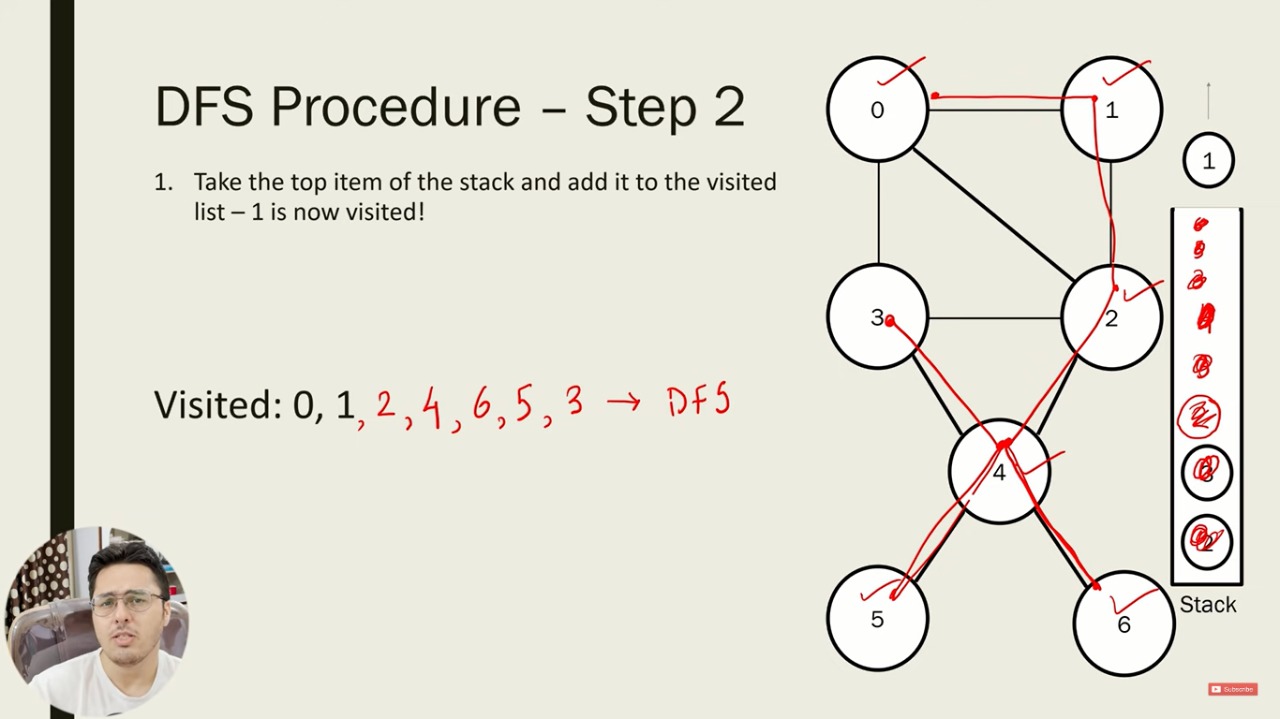 DFS Procedure – Step 2
1. Take the top item of the stack and add it to the visited
list – 1 is now visited!
Visited: 0, 1, 2, 4, 6, 5, 3 → DFS
0
1
1
3
2
4
5
6
Stack
Subscribe